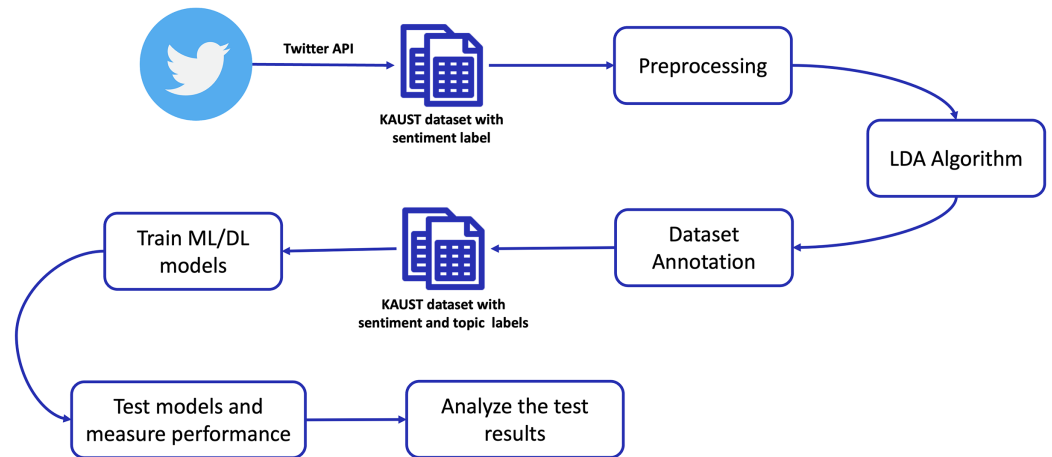 Twitter API
KAUST dataset with
sentiment label
Preprocessing
LDA Algorithm
Dataset
Annotation
KAUST dataset with
sentiment and topic labels
Train ML/DL
models
Test models and
measure performance
Analyze the test
results